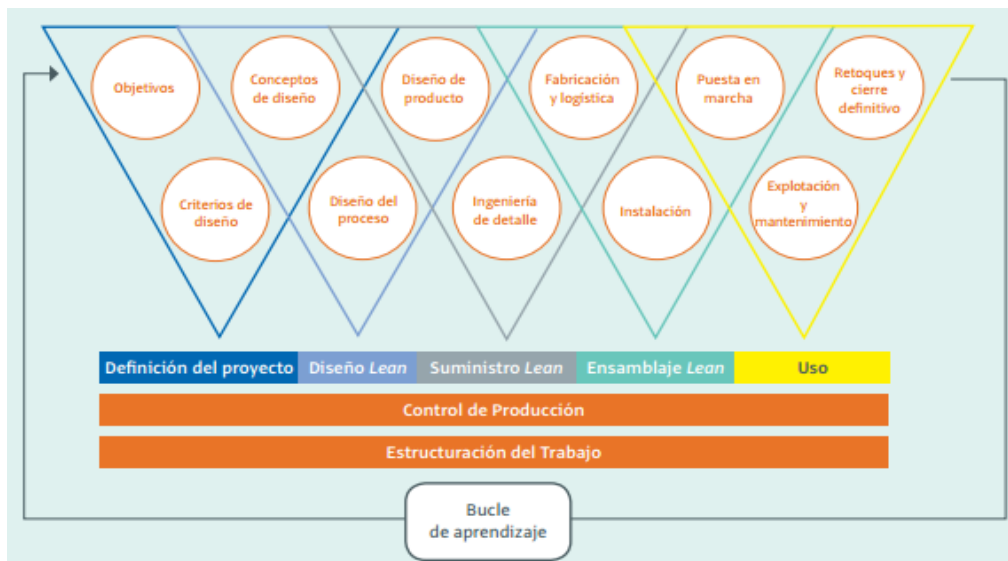 Objetivos
Conceptos
de diseño
Diseño de
producto
Fabricación
y logística
Puesta en
marcha
Retoques y
cierre
definitivo
Criterios de
diseño
Diseño del
proceso
Ingeniería
de detalle
Instalación
Explotación
y
mantenimiento
Definición del proyecto
Diseño Lean
Suministro Lean
Ensamblaje Lean
Uso
Control de Producción
Estructuración del Trabajo
Bucle
de aprendizaje